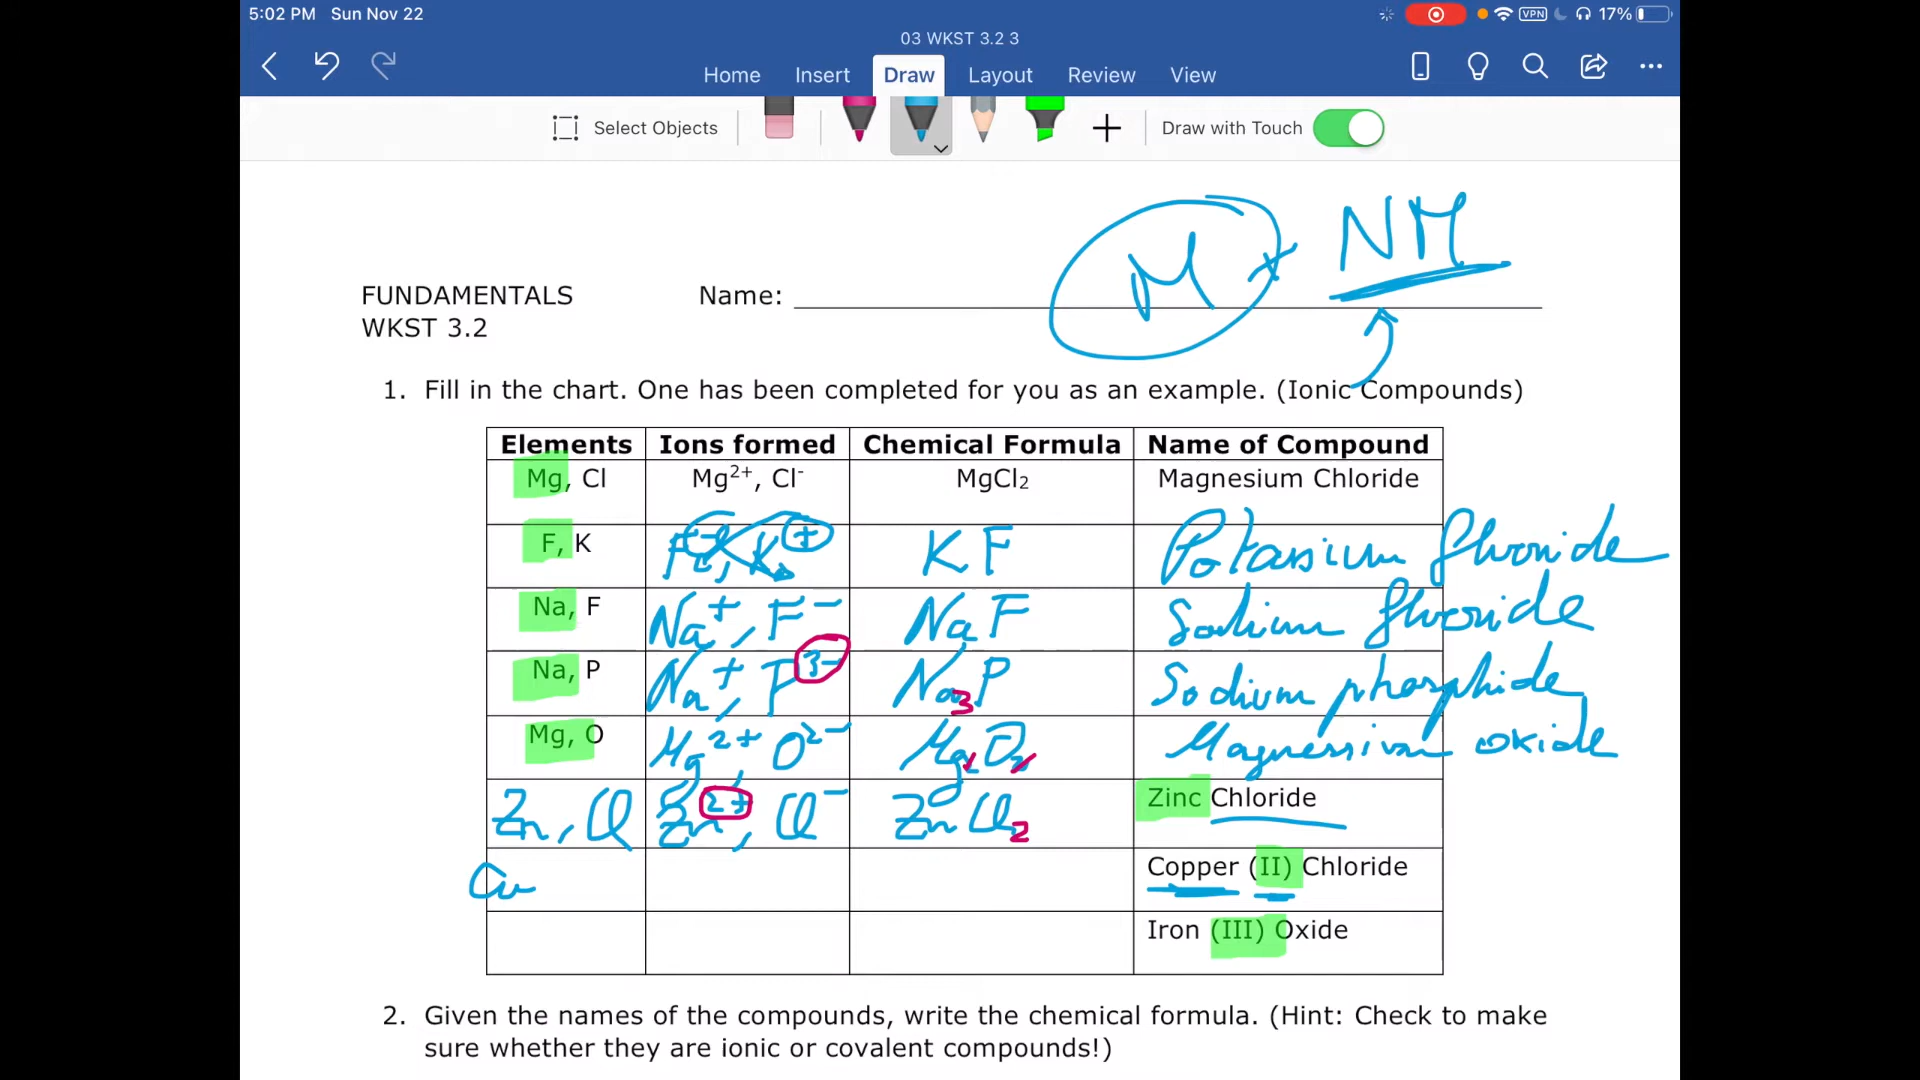 5:02 PM Sun Nov 22 VPN 17%
03 WKST 3.2 3
Home Insert Draw Layout Review View
Select Objects Draw with Touch
M + NM
FUNDAMENTALS Name:
WKST 3.2
1. Fill in the chart. One has been completed for you as an example. (Ionic Compounds)
Elements Ions formed Chemical Formula Name of Compound
Mg, Cl Mg²⁺, Cl⁻ MgCl₂ Magnesium Chloride
F, K F⁻, K⁺ KF Potassium fluoride
Na, F Na⁺, F⁻ NaF Sodium fluoride
Na, P Na⁺, P³⁻ Na₃P Sodium phosphide
Mg, O Mg²⁺, O²⁻ Mg₂O₂ Magnessium oxide
Zn, Cl Zn²⁺, Cl⁻ ZnCl₂ Zinc Chloride
Cu Copper (II) Chloride
Iron (III) Oxide
2. Given the names of the compounds, write the chemical formula. (Hint: Check to make
sure whether they are ionic or covalent compounds!)